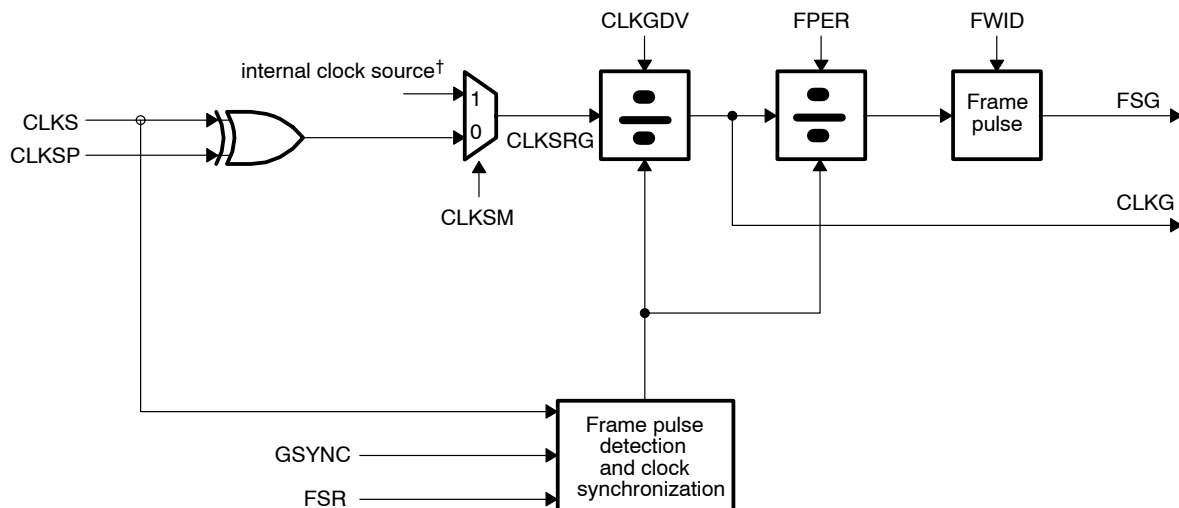 CLKGDV
FPER
FWID
internal clock source†
1
0
CLKS
CLKSP
CLKSRG
CLKSM
Frame
pulse
FSG
CLKG
Frame pulse
detection
and clock
synchronization
GSYNC
FSR